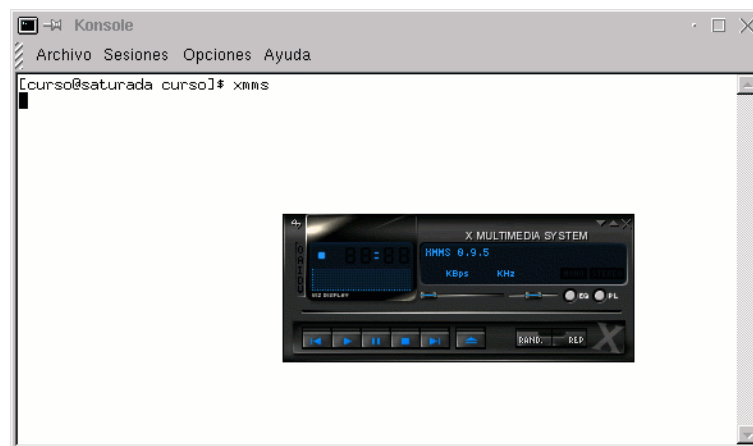 Konsole
Archivo Sesiones Opciones Ayuda
[curso@saturada curso]$ xmms
X MULTIMEDIA SYSTEM
XMMS 0.9.5
KBps KHz
EQ PL
RAND. REP
X